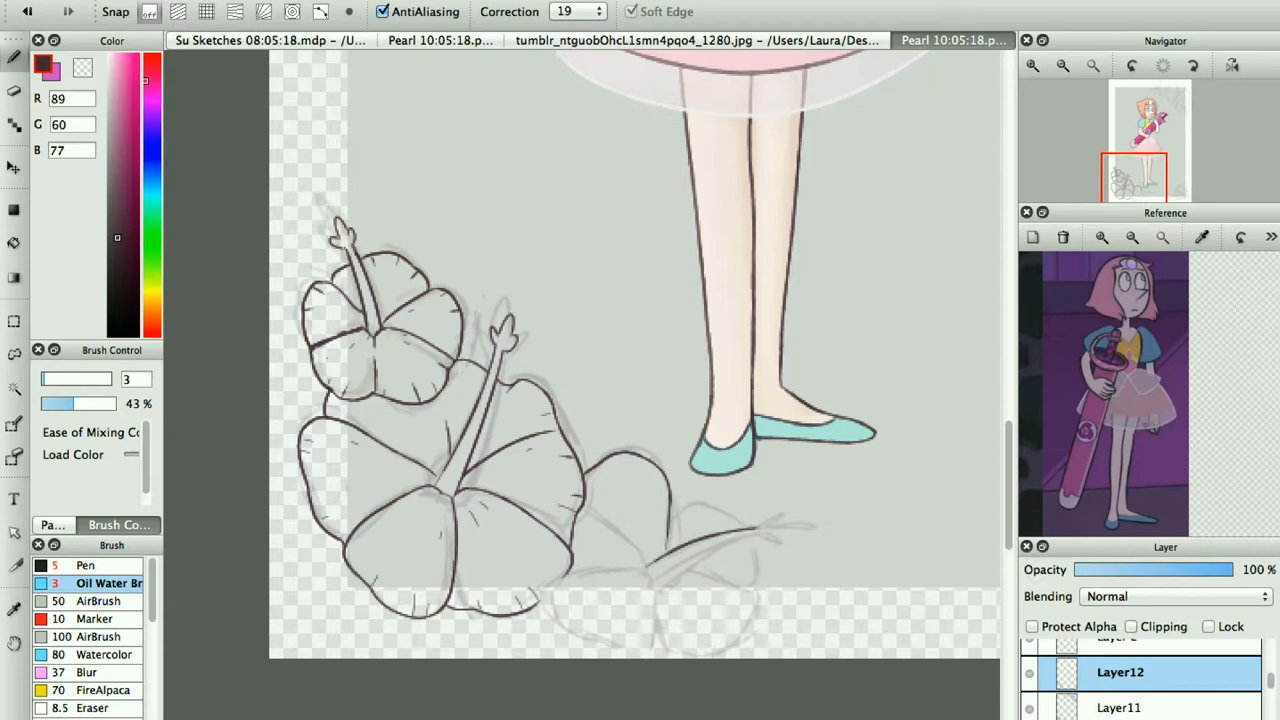 Snap
off
AntiAliasing
Correction
19
Soft Edge
Color
Su Sketches 08:05:18.mdp – /U...
Pearl 10:05:18.p...
tumblr_ntguobOhcL1smn4pqo4_1280.jpg – /Users/Laura/Des...
Pearl 10:05:18.p...
Navigator
R 89
G 60
B 77
Reference
Brush Control
3
43 %
Ease of Mixing Co
Load Color
Pa...
Brush Co...
Brush
5 Pen
3 Oil Water Br
50 AirBrush
10 Marker
100 AirBrush
80 Watercolor
37 Blur
70 FireAlpaca
8.5 Eraser
Layer
Opacity
100 %
Blending
Normal
Protect Alpha
Clipping
Lock
Layer12
Layer11